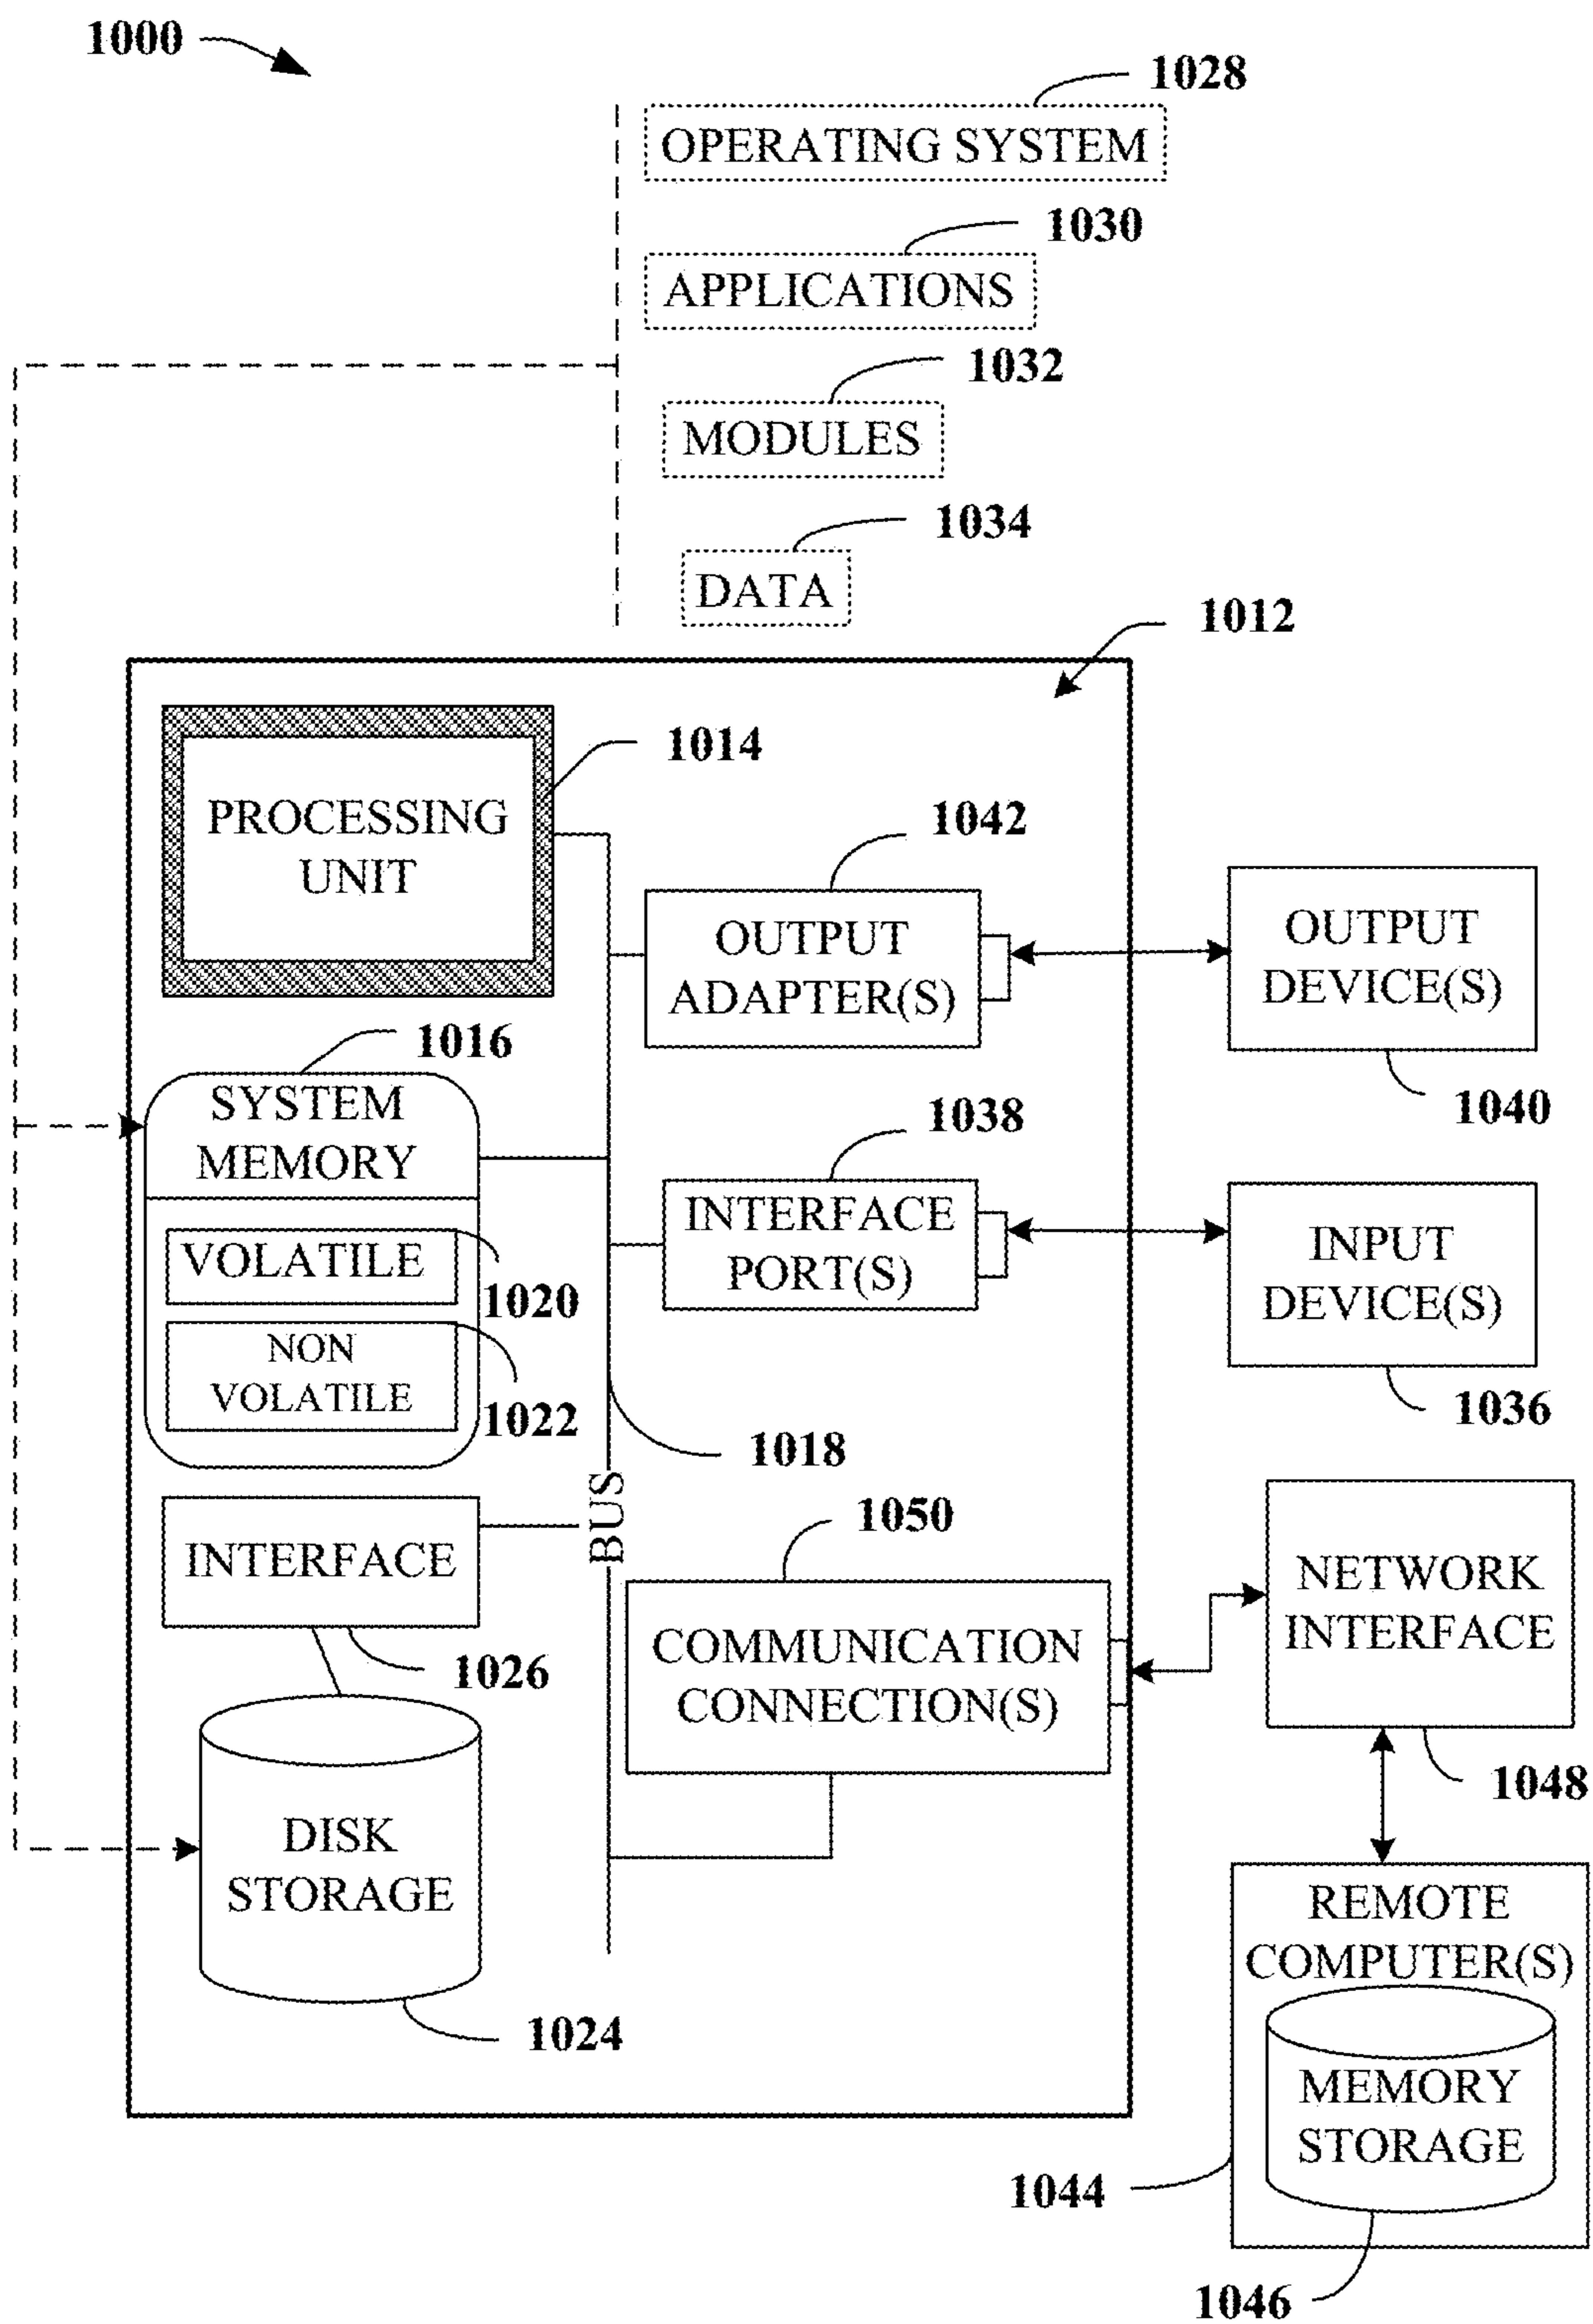 1000
1028
OPERATING SYSTEM
1030
APPLICATIONS
1032
MODULES
1034
DATA
1012
1014
PROCESSING
UNIT
1042
OUTPUT
ADAPTER(S)
OUTPUT
DEVICE(S)
1040
1016
SYSTEM
MEMORY
VOLATILE
1020
NON
VOLATILE
1022
1038
INTERFACE
PORT(S)
INPUT
DEVICE(S)
1036
1018
BUS
INTERFACE
1026
1050
COMMUNICATION
CONNECTION(S)
NETWORK
INTERFACE
1048
DISK
STORAGE
1024
REMOTE
COMPUTER(S)
MEMORY
STORAGE
1044
1046